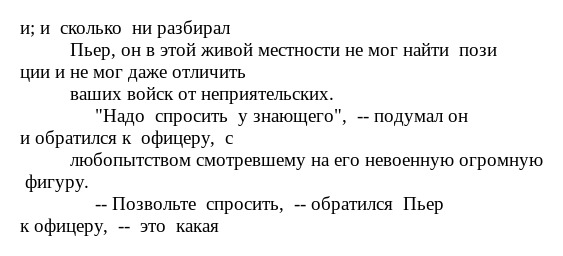 и; и  сколько  ни разбирал
Пьер, он в этой живой местности не мог найти  пози
ции и не мог даже отличить
ваших войск от неприятельских.
"Надо  спросить  у знающего",  -- подумал он
и обратился к  офицеру,  с
любопытством смотревшему на его невоенную огромную
фигуру.
-- Позвольте  спросить,  -- обратился  Пьер
к офицеру,  --  это  какая